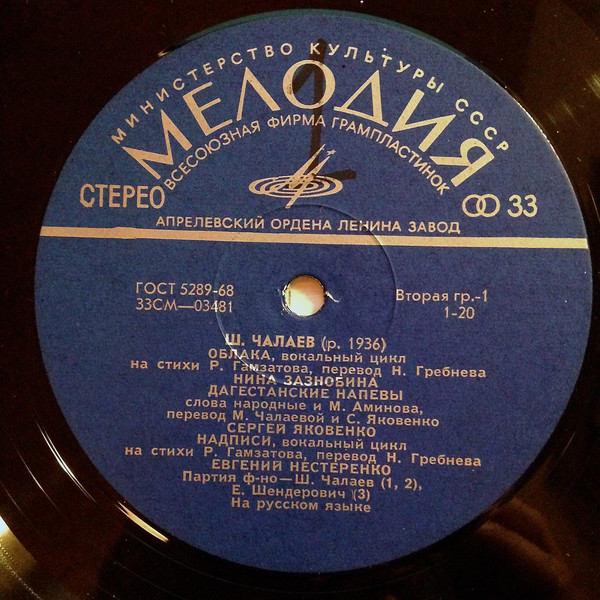 МИНИСТЕРСТВО КУЛЬТУРЫ СССР
МЕЛОДИЯ
ВСЕСОЮЗНАЯ ФИРМА ГРАМПЛАСТИНОК
СТЕРЕО
33
АПРЕЛЕВСКИЙ ОРДЕНА ЛЕНИНА ЗАВОД
ГОСТ 5289-68
33СМ—03481
Вторая гр.-1
1-20
Ш. ЧАЛАЕВ (р. 1936)
ОБЛАКА, вокальный цикл
на стихи Р. Гамзатова, перевод Н. Гребнева
НИНА ЗАЗНОБИНА
ДАГЕСТАНСКИЕ НАПЕВЫ
слова народные и М. Аминова,
перевод М. Чалаевой и С. Яковенко
СЕРГЕЙ ЯКОВЕНКО
НАДПИСИ, вокальный цикл
на стихи Р. Гамзатова, перевод Н. Гребнева
ЕВГЕНИЙ НЕСТЕРЕНКО
Партия ф-но—Ш. Чалаев (1, 2),
Е. Шендерович (3)
На русском языке